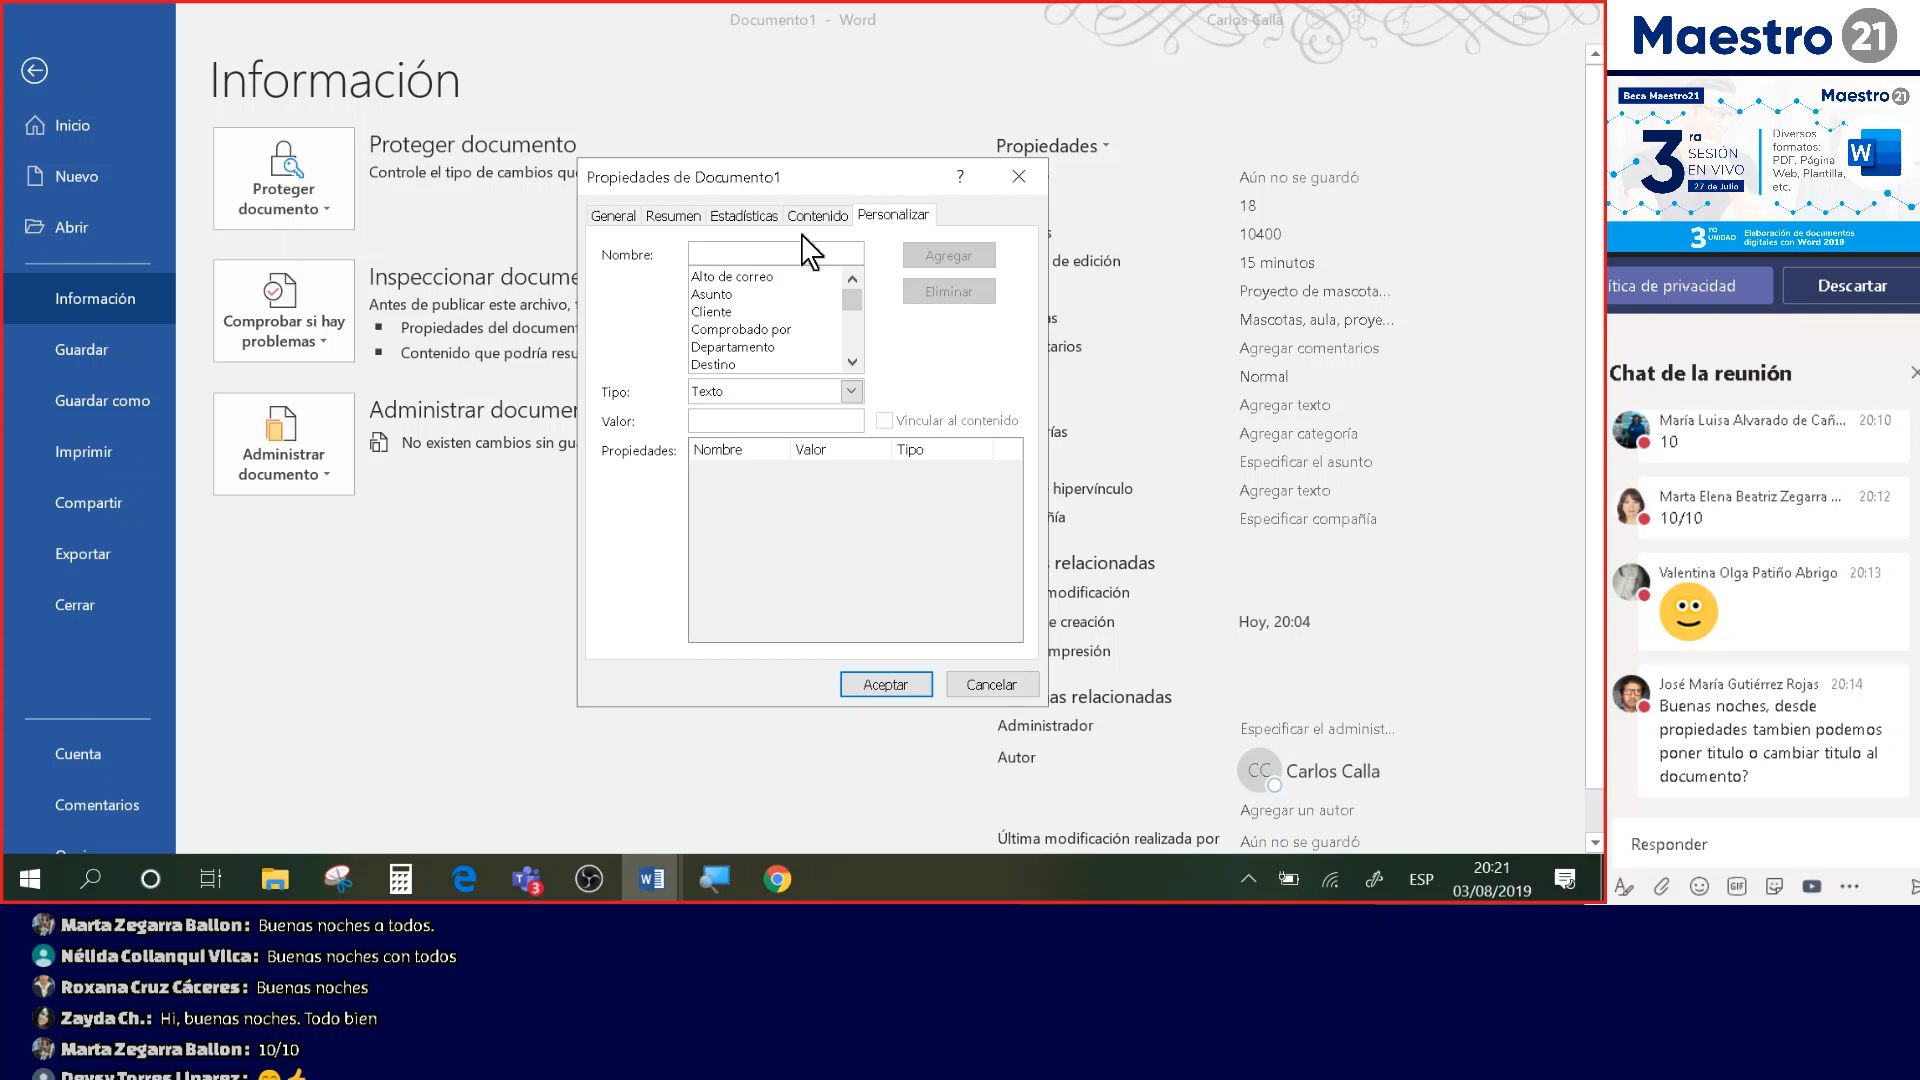 Documento1 - Word
Carlos Calla
Información
Inicio
Nuevo
Abrir
Información
Guardar
Guardar como
Imprimir
Compartir
Exportar
Cerrar
Cuenta
Comentarios
Proteger documento
Proteger documento
Controle el tipo de cambios
Comprobar si hay problemas
Inspeccionar docume
Antes de publicar este archivo,
Propiedades del document
Contenido que podría resu
Administrar documento
Administrar documen
No existen cambios sin gua
Propiedades de Documento1
?
General
Resumen
Estadísticas
Contenido
Personalizar
Nombre:
Agregar
Eliminar
Alto de correo
Asunto
Cliente
Comprobado por
Departamento
Destino
Tipo:
Texto
Valor:
Vincular al contenido
Propiedades:
Nombre
Valor
Tipo
Aceptar
Cancelar
Propiedades
Aún no se guardó
18
10400
de edición
15 minutos
Proyecto de mascota...
Mascotas, aula, proye...
Agregar comentarios
Normal
Agregar texto
Agregar categoría
Especificar el asunto
hipervínculo
Agregar texto
Especificar compañía
relacionadas
modificación
creación
Hoy, 20:04
mpresión
as relacionadas
Administrador
Especificar el administ...
Autor
CC
Carlos Calla
Agregar un autor
Última modificación realizada por
Aún no se guardó
3
ESP
20:21
03/08/2019
Maestro 21
Beca Maestro21
Maestro 21
3ra SESIÓN EN VIVO
27 de Julio
Diversos formatos: PDF, Página Web, Plantilla, etc.
W
3ra UNIDAD
Elaboración de documentos digitales con Word 2019
ítica de privacidad
Descartar
Chat de la reunión
María Luisa Alvarado de Cañ... 20:10
10
Marta Elena Beatriz Zegarra ... 20:12
10/10
Valentina Olga Patiño Abrigo 20:13
José María Gutiérrez Rojas 20:14
Buenas noches, desde
propiedades tambien podemos
poner titulo o cambiar titulo al
documento?
Responder
GIF
Marta Zegarra Ballon: Buenas noches a todos.
Nélida Collanqui Vilca: Buenas noches con todos
Roxana Cruz Cáceres: Buenas noches
Zayda Ch.: Hi, buenas noches. Todo bien
Marta Zegarra Ballon: 10/10
Deysy Torres Linarez: